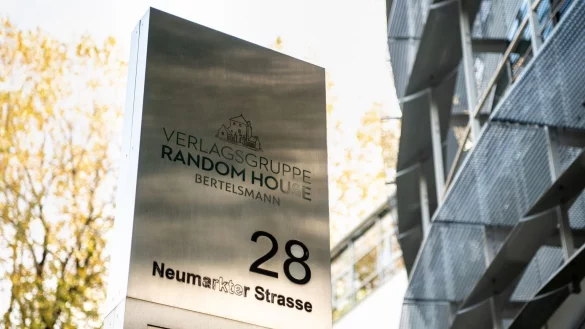 VERLAGSGRUPPE
RANDOM HOUSE
BERTELSMANN
28
Neumarkter Strasse